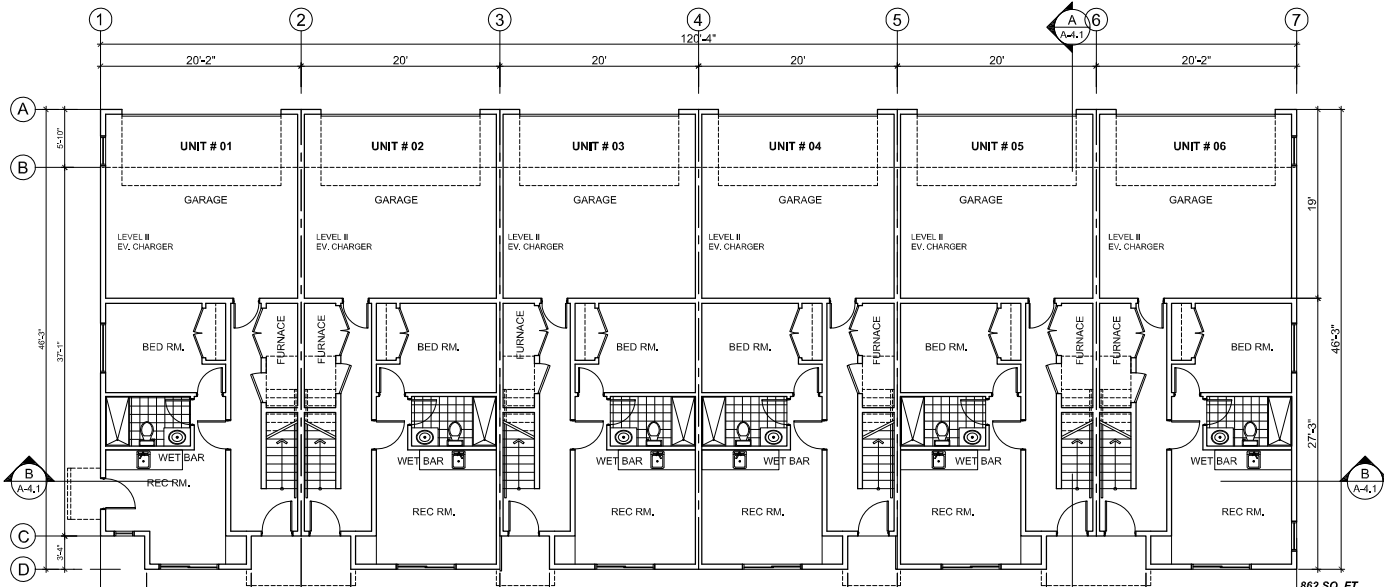 1 2 3 4 5 A 6 7
A-4.1
120'-4"
20'-2" 20' 20' 20' 20' 20'-2"
A
5'-10"
UNIT # 01 UNIT # 02 UNIT # 03 UNIT # 04 UNIT # 05 UNIT # 06
B
GARAGE GARAGE GARAGE GARAGE GARAGE GARAGE
19'
LEVEL II LEVEL II LEVEL II LEVEL II LEVEL II LEVEL II
EV. CHARGER EV. CHARGER EV. CHARGER EV. CHARGER EV. CHARGER EV. CHARGER
46'-3" 37'-1" 46'-3"
FURNACE FURNACE FURNACE FURNACE FURNACE FURNACE
BED RM. BED RM. BED RM. BED RM. BED RM. BED RM.
27'-3"
WET BAR WET BAR WET BAR WET BAR WET BAR WET BAR
B B
A-4.1 A-4.1
REC RM. REC RM. REC RM. REC RM. REC RM. REC RM.
C
3'-4"
D
862 SQ. FT.